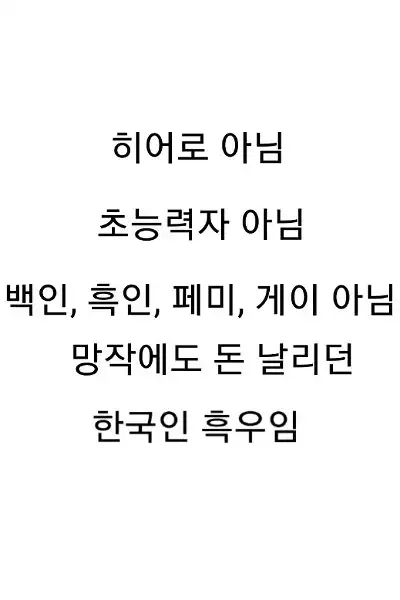 히어로 아님
초능력자 아님
백인, 흑인, 페미, 게이 아님
망작에도 돈 날리던
한국인 흑우임